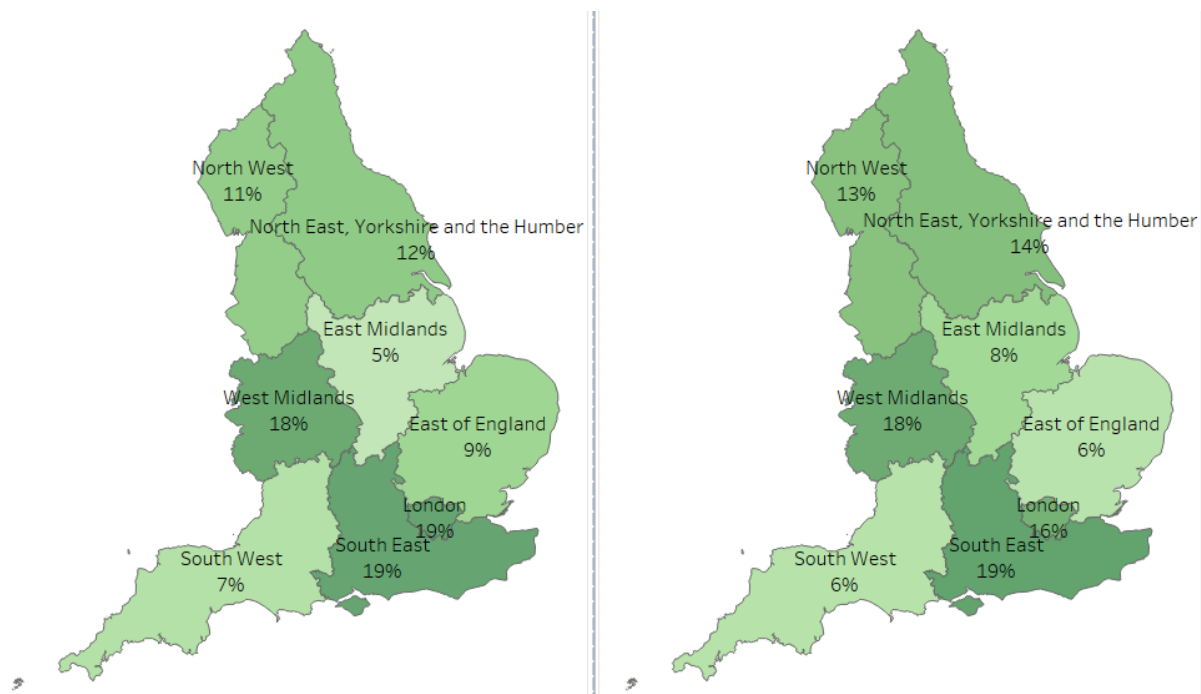 North West
11%
North East, Yorkshire and the Humber
12%
East Midlands
5%
West Midlands
18%
East of England
9%
London
19%
South East
19%
South West
7%
North West
13%
North East, Yorkshire and the Humber
14%
East Midlands
8%
West Midlands
18%
East of England
6%
London
16%
South East
19%
South West
6%